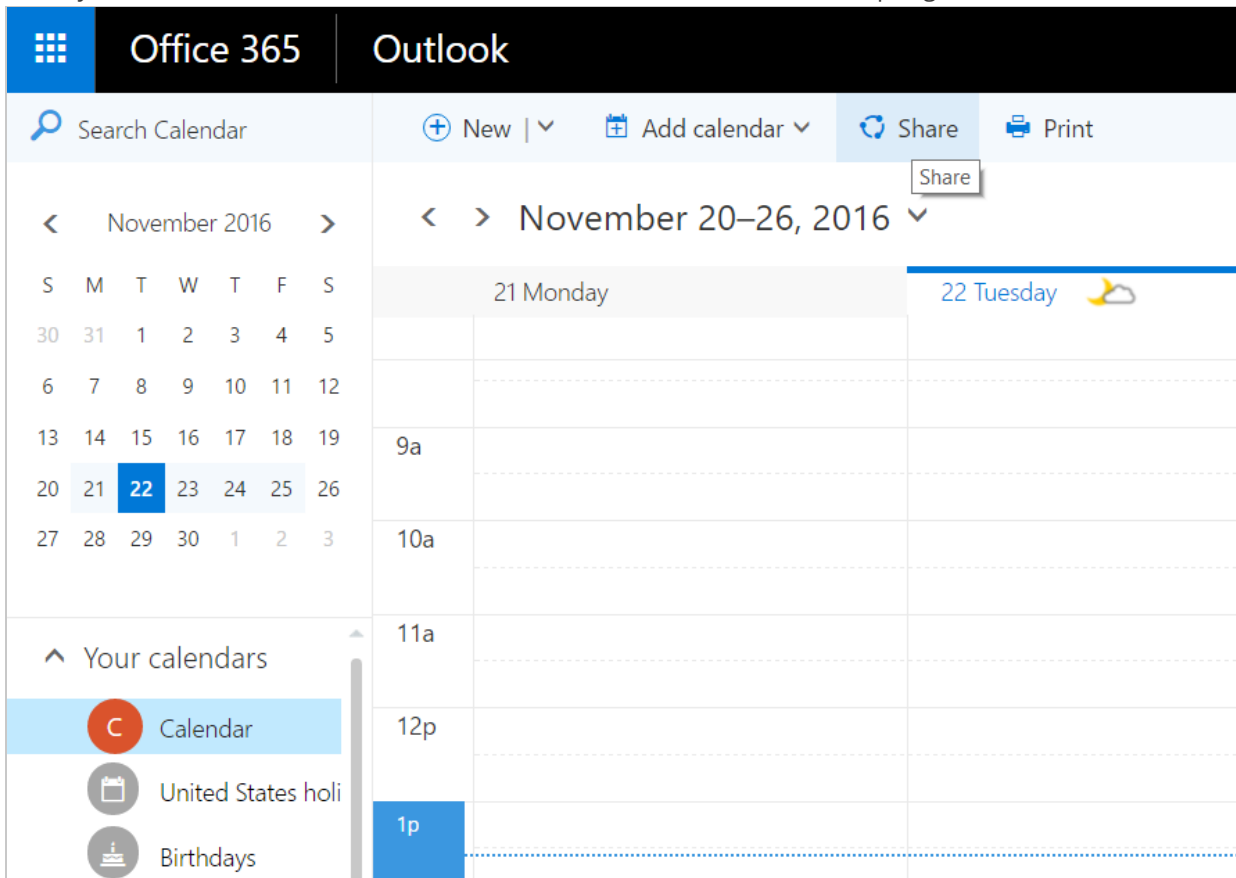 Office 365 Outlook
Search Calendar
New | Add calendar Share Print
Share
November 2016
November 20–26, 2016
S M T W T F S
30 31 1 2 3 4 5
6 7 8 9 10 11 12
13 14 15 16 17 18 19
20 21 22 23 24 25 26
27 28 29 30 1 2 3
21 Monday
22 Tuesday
9a
10a
11a
12p
1p
Your calendars
C Calendar
United States holi
Birthdays